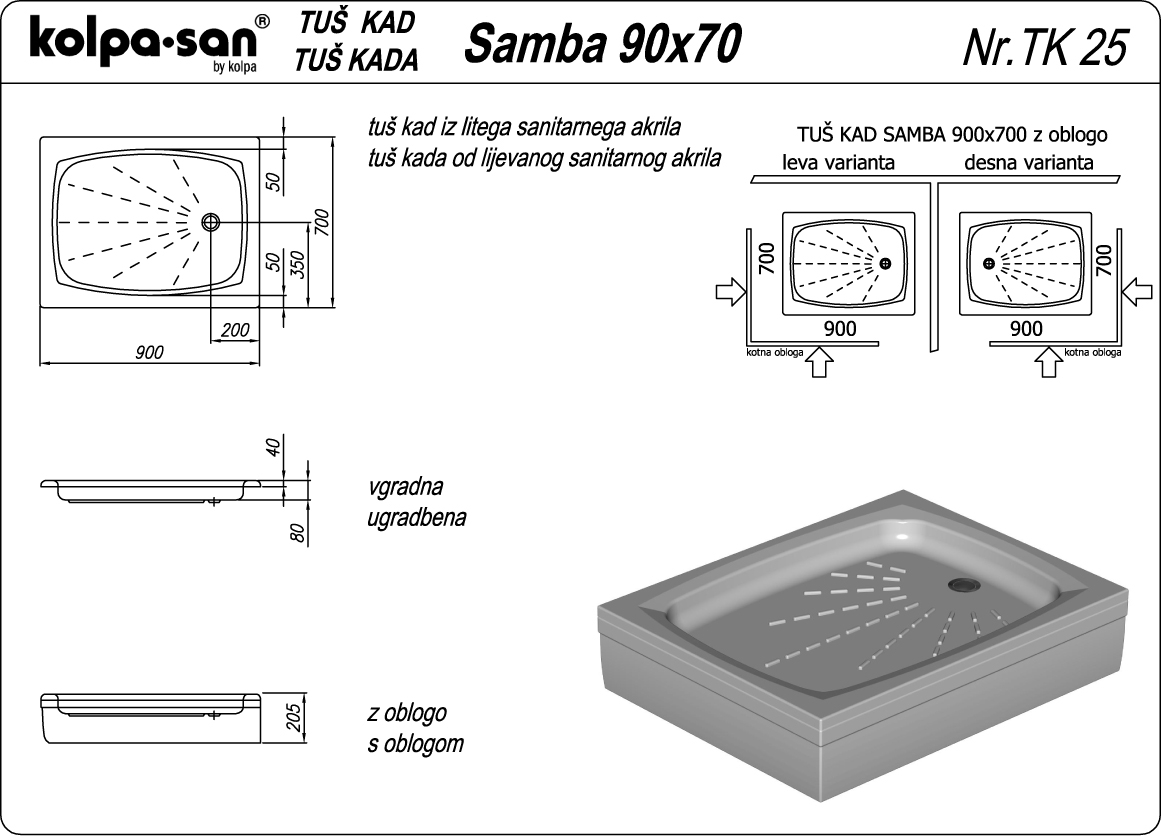 kolpa·san®
by kolpa
TUŠ KAD
TUŠ KADA
Samba 90x70
Nr.TK 25
tuš kad iz litega sanitarnega akrila
tuš kada od lijevanog sanitarnog akrila
50
700
50
350
200
900
TUŠ KAD SAMBA 900x700 z oblogo
leva varianta
desna varianta
700
900
kotna obloga
700
900
kotna obloga
40
80
vgradna
ugradbena
205
z oblogo
s oblogom